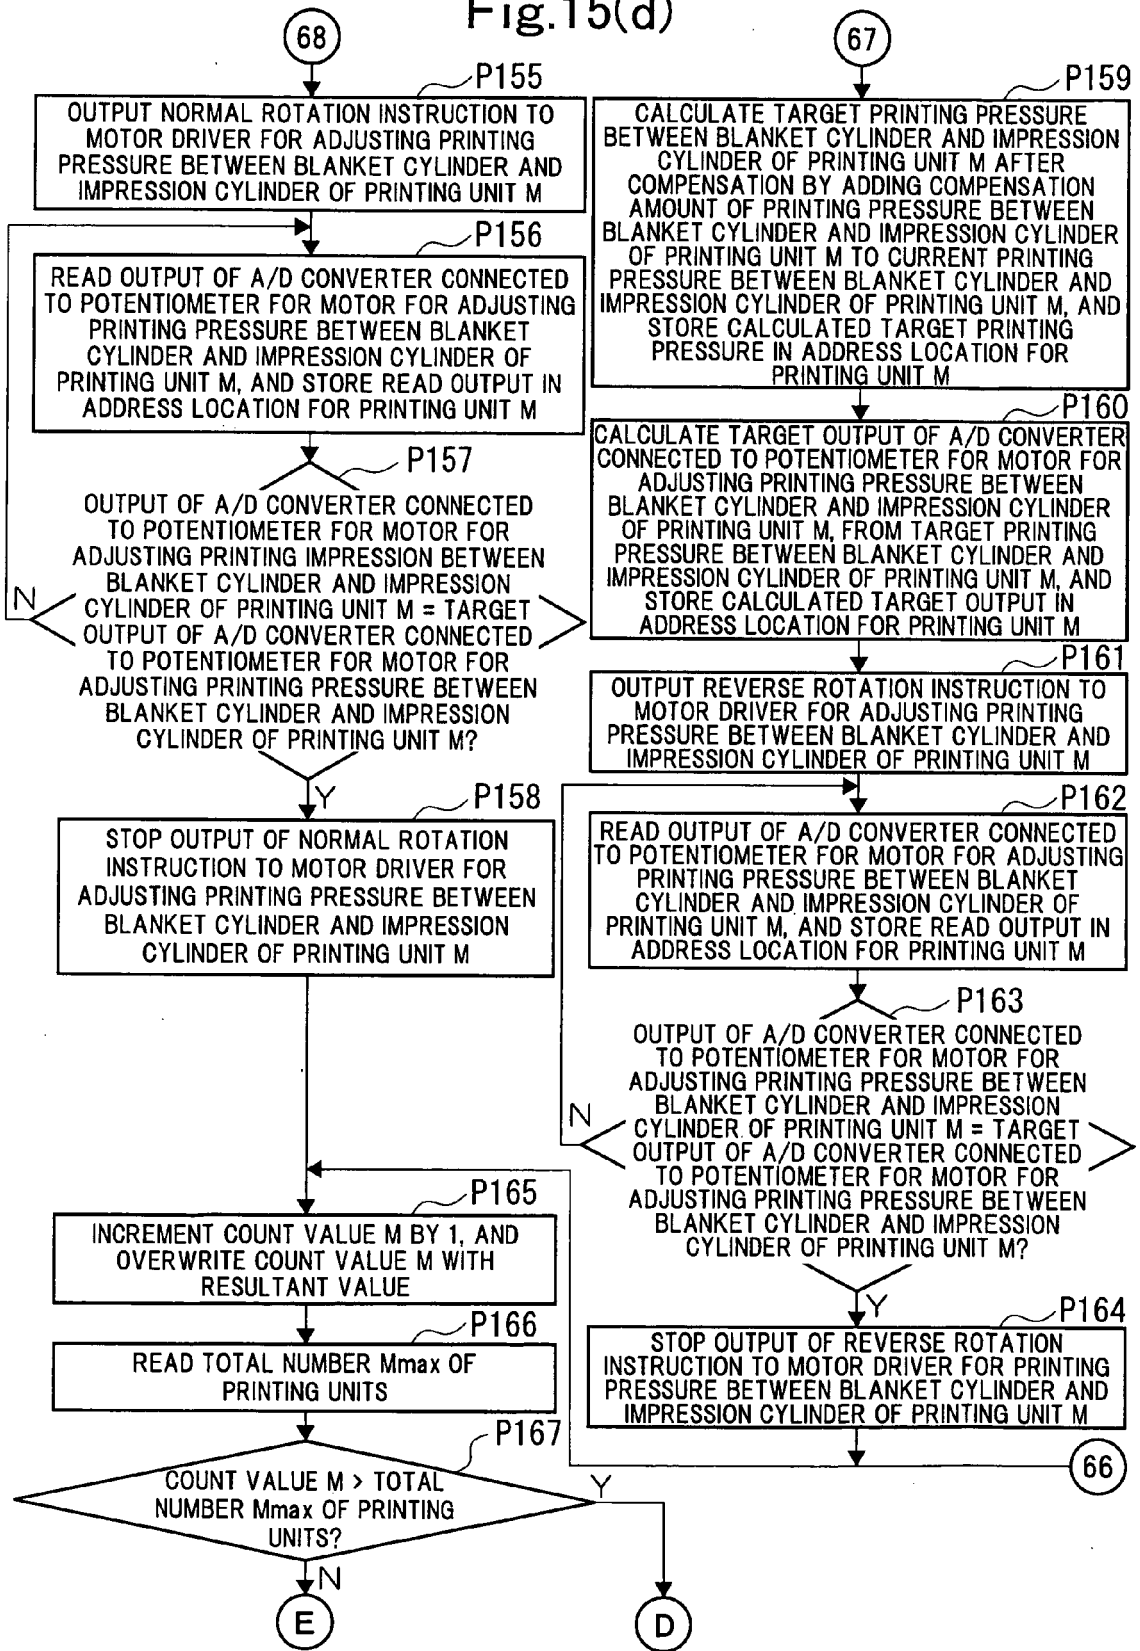 Fig.15(d)
68
P155
OUTPUT NORMAL ROTATION INSTRUCTION TO
MOTOR DRIVER FOR ADJUSTING PRINTING
PRESSURE BETWEEN BLANKET CYLINDER AND
IMPRESSION CYLINDER OF PRINTING UNIT M
P156
READ OUTPUT OF A/D CONVERTER CONNECTED
TO POTENTIOMETER FOR MOTOR FOR ADJUSTING
PRINTING PRESSURE BETWEEN BLANKET
CYLINDER AND IMPRESSION CYLINDER OF
PRINTING UNIT M, AND STORE READ OUTPUT IN
ADDRESS LOCATION FOR PRINTING UNIT M
P157
OUTPUT OF A/D CONVERTER CONNECTED
TO POTENTIOMETER FOR MOTOR FOR
ADJUSTING PRINTING IMPRESSION BETWEEN
BLANKET CYLINDER AND IMPRESSION
CYLINDER OF PRINTING UNIT M = TARGET
OUTPUT OF A/D CONVERTER CONNECTED
TO POTENTIOMETER FOR MOTOR FOR
ADJUSTING PRINTING PRESSURE BETWEEN
BLANKET CYLINDER AND IMPRESSION
CYLINDER OF PRINTING UNIT M?
N
Y
P158
STOP OUTPUT OF NORMAL ROTATION
INSTRUCTION TO MOTOR DRIVER FOR
ADJUSTING PRINTING PRESSURE BETWEEN
BLANKET CYLINDER AND IMPRESSION
CYLINDER OF PRINTING UNIT M
P165
INCREMENT COUNT VALUE M BY 1, AND
OVERWRITE COUNT VALUE M WITH
RESULTANT VALUE
P166
READ TOTAL NUMBER Mmax OF
PRINTING UNITS
P167
COUNT VALUE M > TOTAL
NUMBER Mmax OF PRINTING
UNITS?
Y
N
E
D
67
P159
CALCULATE TARGET PRINTING PRESSURE
BETWEEN BLANKET CYLINDER AND IMPRESSION
CYLINDER OF PRINTING UNIT M AFTER
COMPENSATION BY ADDING COMPENSATION
AMOUNT OF PRINTING PRESSURE BETWEEN
BLANKET CYLINDER AND IMPRESSION CYLINDER
OF PRINTING UNIT M TO CURRENT PRINTING
PRESSURE BETWEEN BLANKET CYLINDER AND
IMPRESSION CYLINDER OF PRINTING UNIT M, AND
STORE CALCULATED TARGET PRINTING
PRESSURE IN ADDRESS LOCATION FOR
PRINTING UNIT M
P160
CALCULATE TARGET OUTPUT OF A/D CONVERTER
CONNECTED TO POTENTIOMETER FOR MOTOR FOR
ADJUSTING PRINTING PRESSURE BETWEEN
BLANKET CYLINDER AND IMPRESSION CYLINDER
OF PRINTING UNIT M, FROM TARGET PRINTING
PRESSURE BETWEEN BLANKET CYLINDER AND
IMPRESSION CYLINDER OF PRINTING UNIT M, AND
STORE CALCULATED TARGET OUTPUT IN
ADDRESS LOCATION FOR PRINTING UNIT M
P161
OUTPUT REVERSE ROTATION INSTRUCTION TO
MOTOR DRIVER FOR ADJUSTING PRINTING
PRESSURE BETWEEN BLANKET CYLINDER AND
IMPRESSION CYLINDER OF PRINTING UNIT M
P162
READ OUTPUT OF A/D CONVERTER CONNECTED
TO POTENTIOMETER FOR MOTOR FOR ADJUSTING
PRINTING PRESSURE BETWEEN BLANKET
CYLINDER AND IMPRESSION CYLINDER OF
PRINTING UNIT M, AND STORE READ OUTPUT IN
ADDRESS LOCATION FOR PRINTING UNIT M
P163
OUTPUT OF A/D CONVERTER CONNECTED
TO POTENTIOMETER FOR MOTOR FOR
ADJUSTING PRINTING PRESSURE BETWEEN
BLANKET CYLINDER AND IMPRESSION
CYLINDER OF PRINTING UNIT M = TARGET
OUTPUT OF A/D CONVERTER CONNECTED
TO POTENTIOMETER FOR MOTOR FOR
ADJUSTING PRINTING PRESSURE BETWEEN
BLANKET CYLINDER AND IMPRESSION
CYLINDER OF PRINTING UNIT M?
N
Y
P164
STOP OUTPUT OF REVERSE ROTATION
INSTRUCTION TO MOTOR DRIVER FOR PRINTING
PRESSURE BETWEEN BLANKET CYLINDER AND
IMPRESSION CYLINDER OF PRINTING UNIT M
66